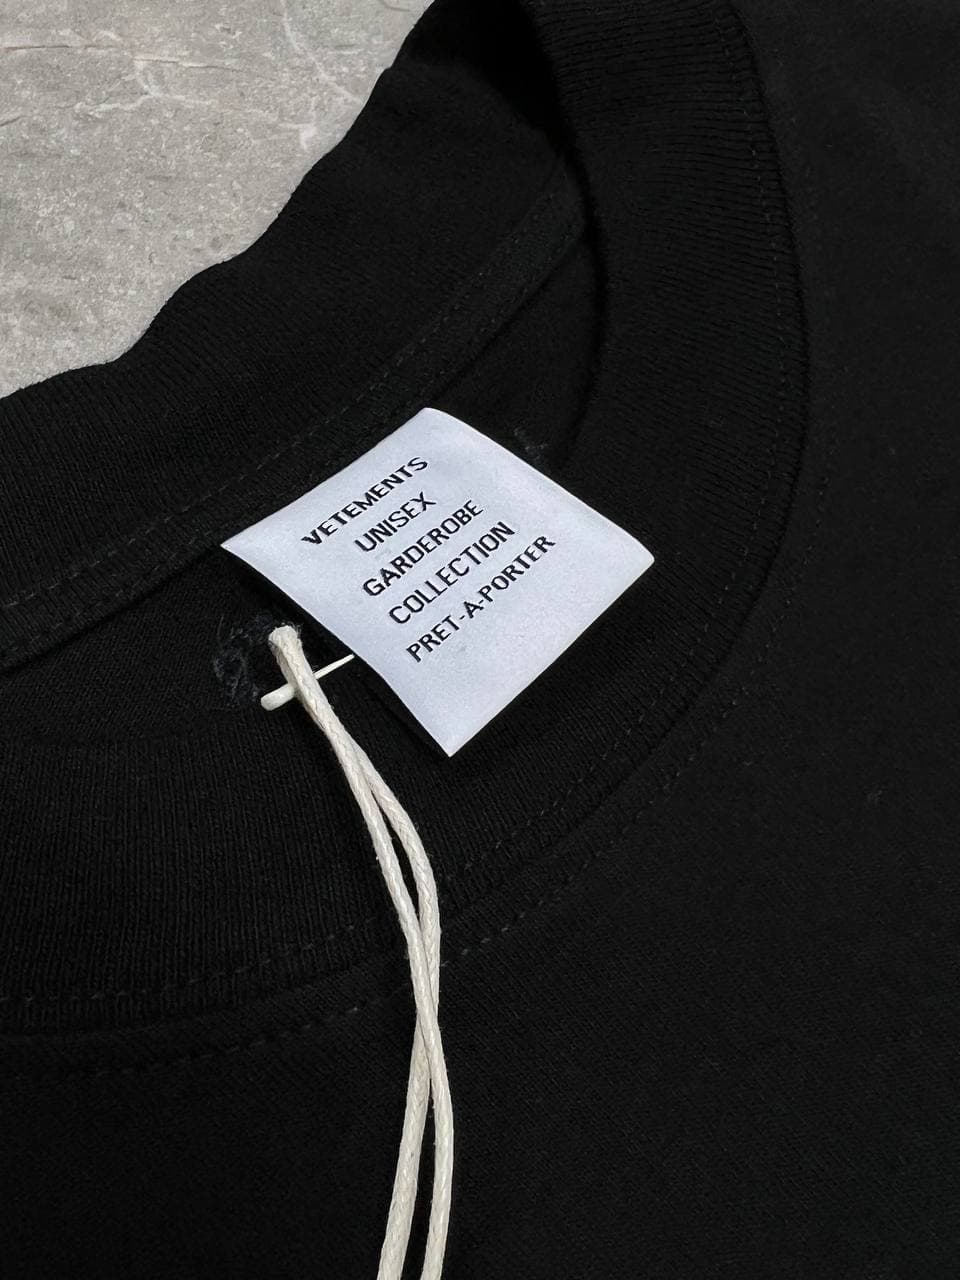 VETEMENTS
UNISEX
GARDEROBE
COLLECTION
PRET-A-PORTER